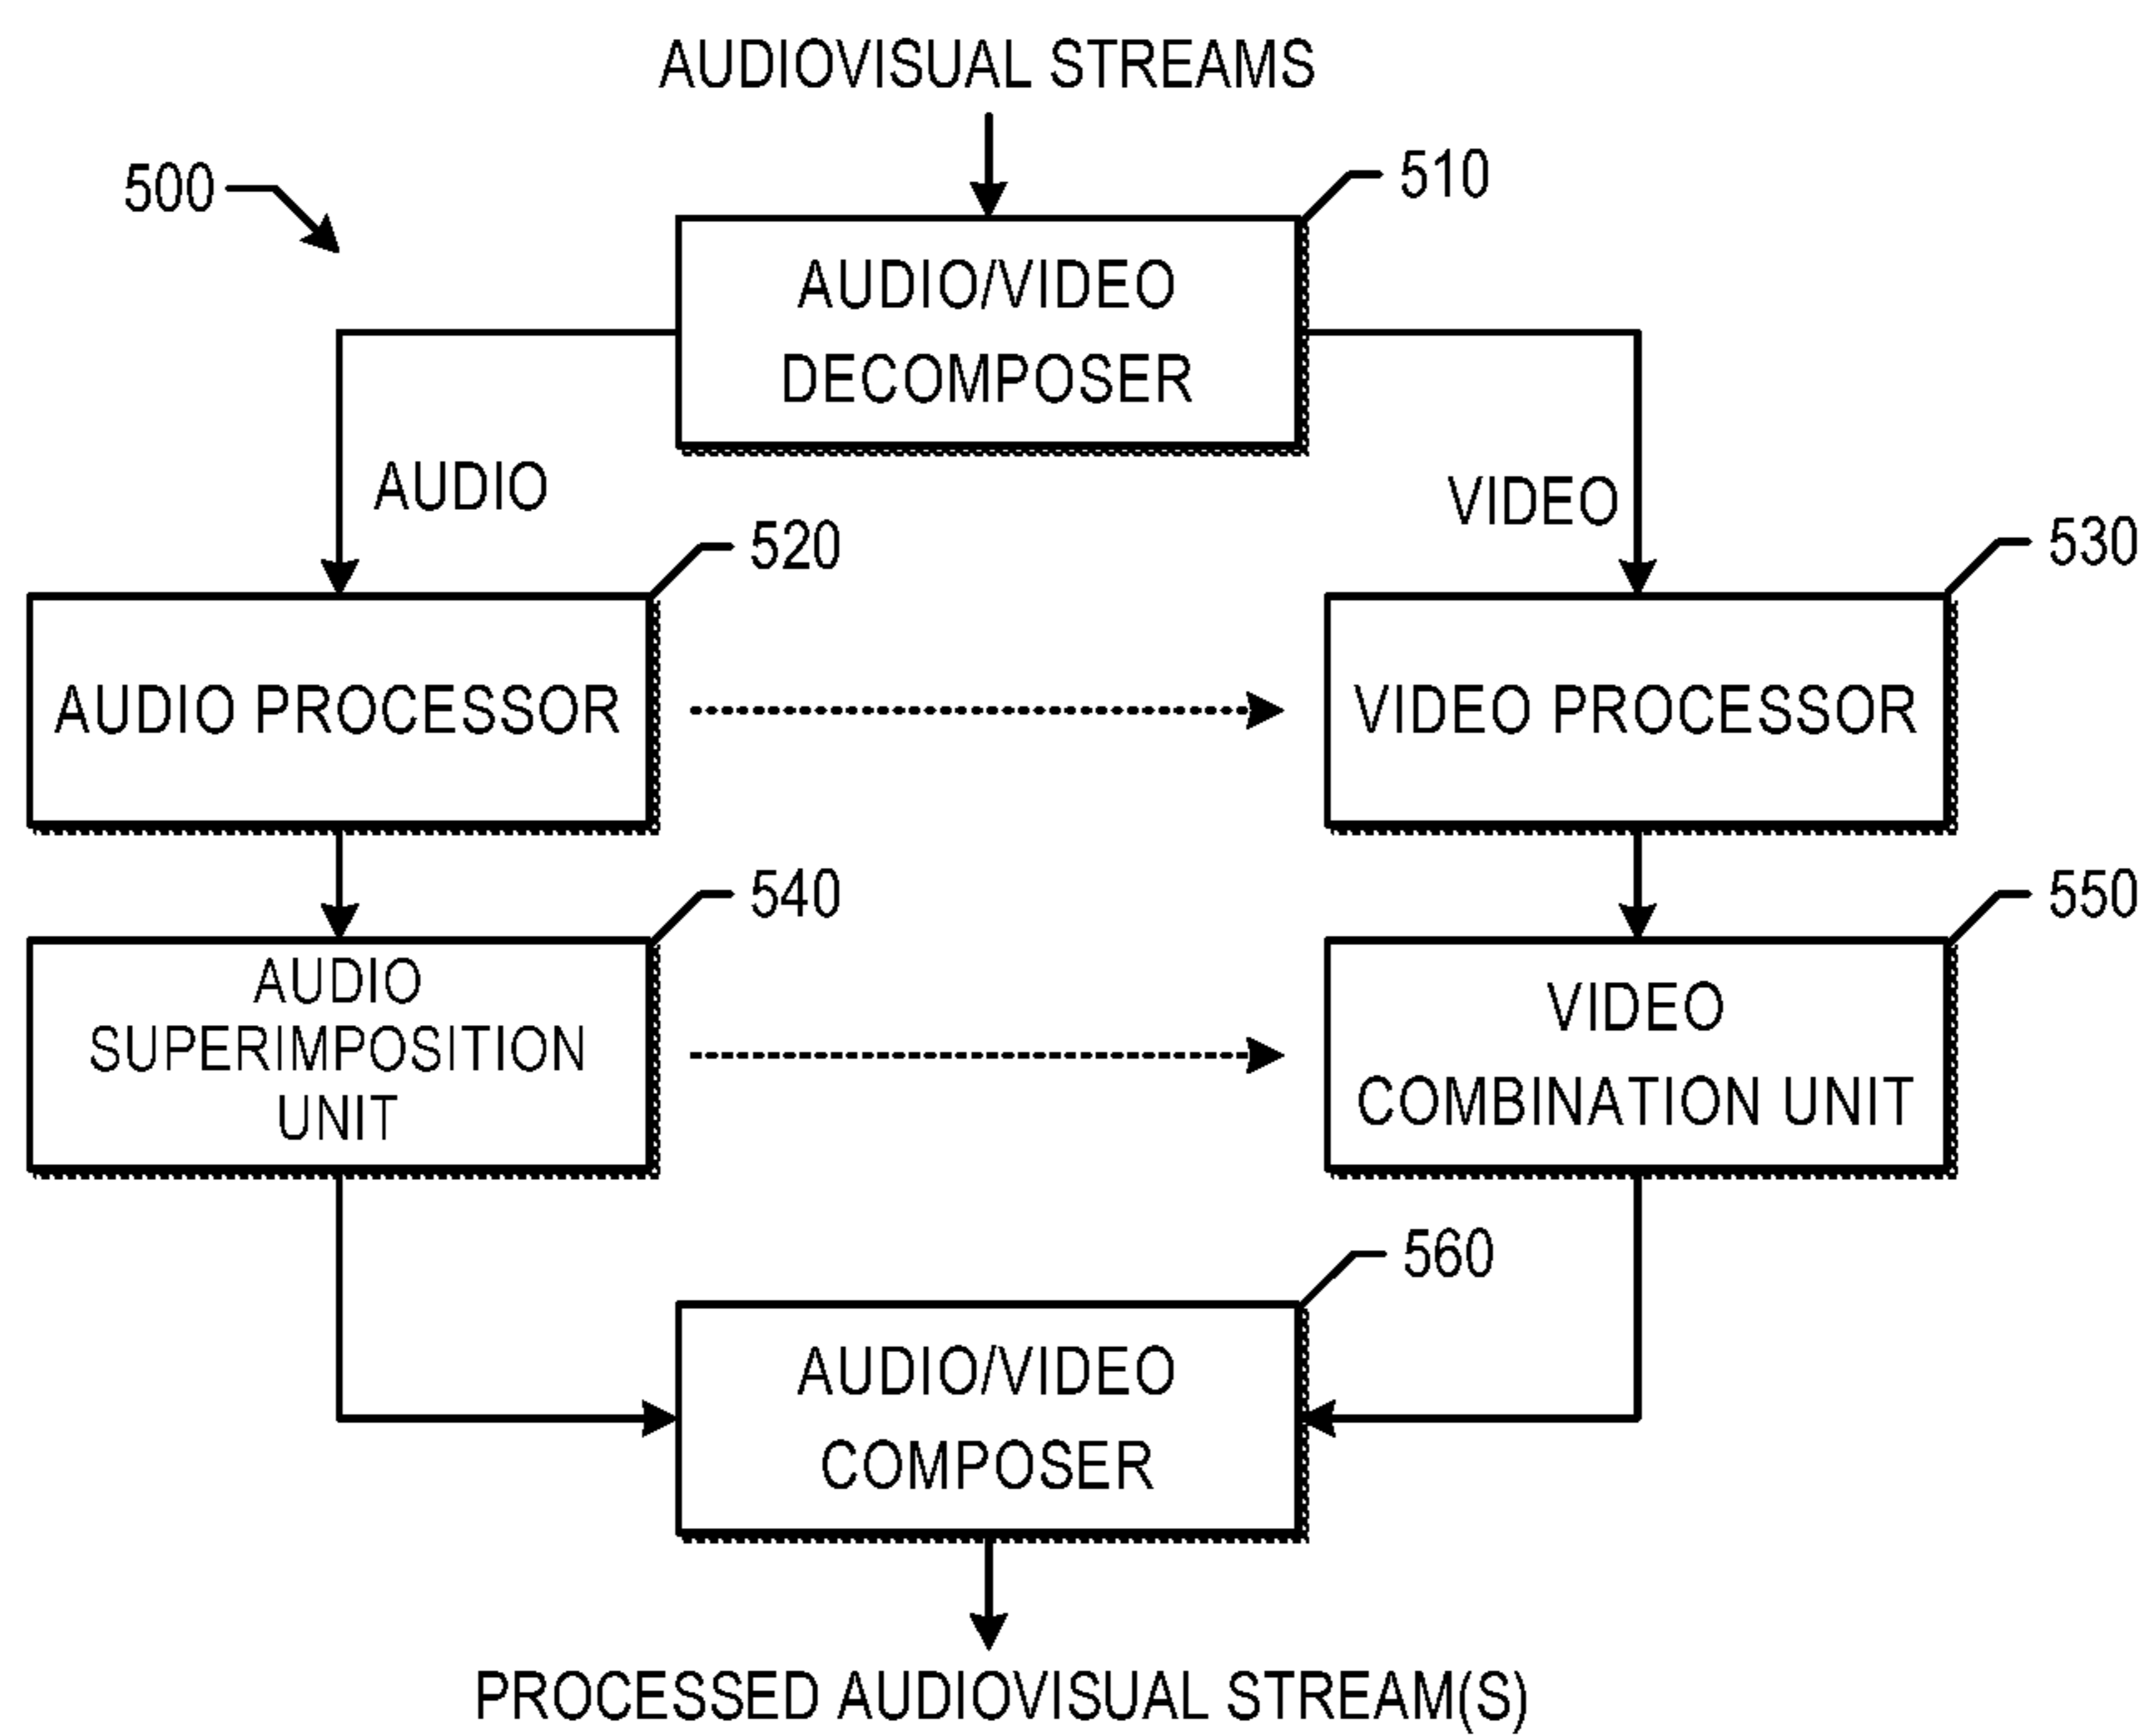 AUDIOVISUAL STREAMS
500
510
AUDIO/VIDEO
DECOMPOSER
AUDIO
VIDEO
520
530
AUDIO PROCESSOR
VIDEO PROCESSOR
540
550
AUDIO
SUPERIMPOSITION
UNIT
VIDEO
COMBINATION UNIT
560
AUDIO/VIDEO
COMPOSER
PROCESSED AUDIOVISUAL STREAM(S)